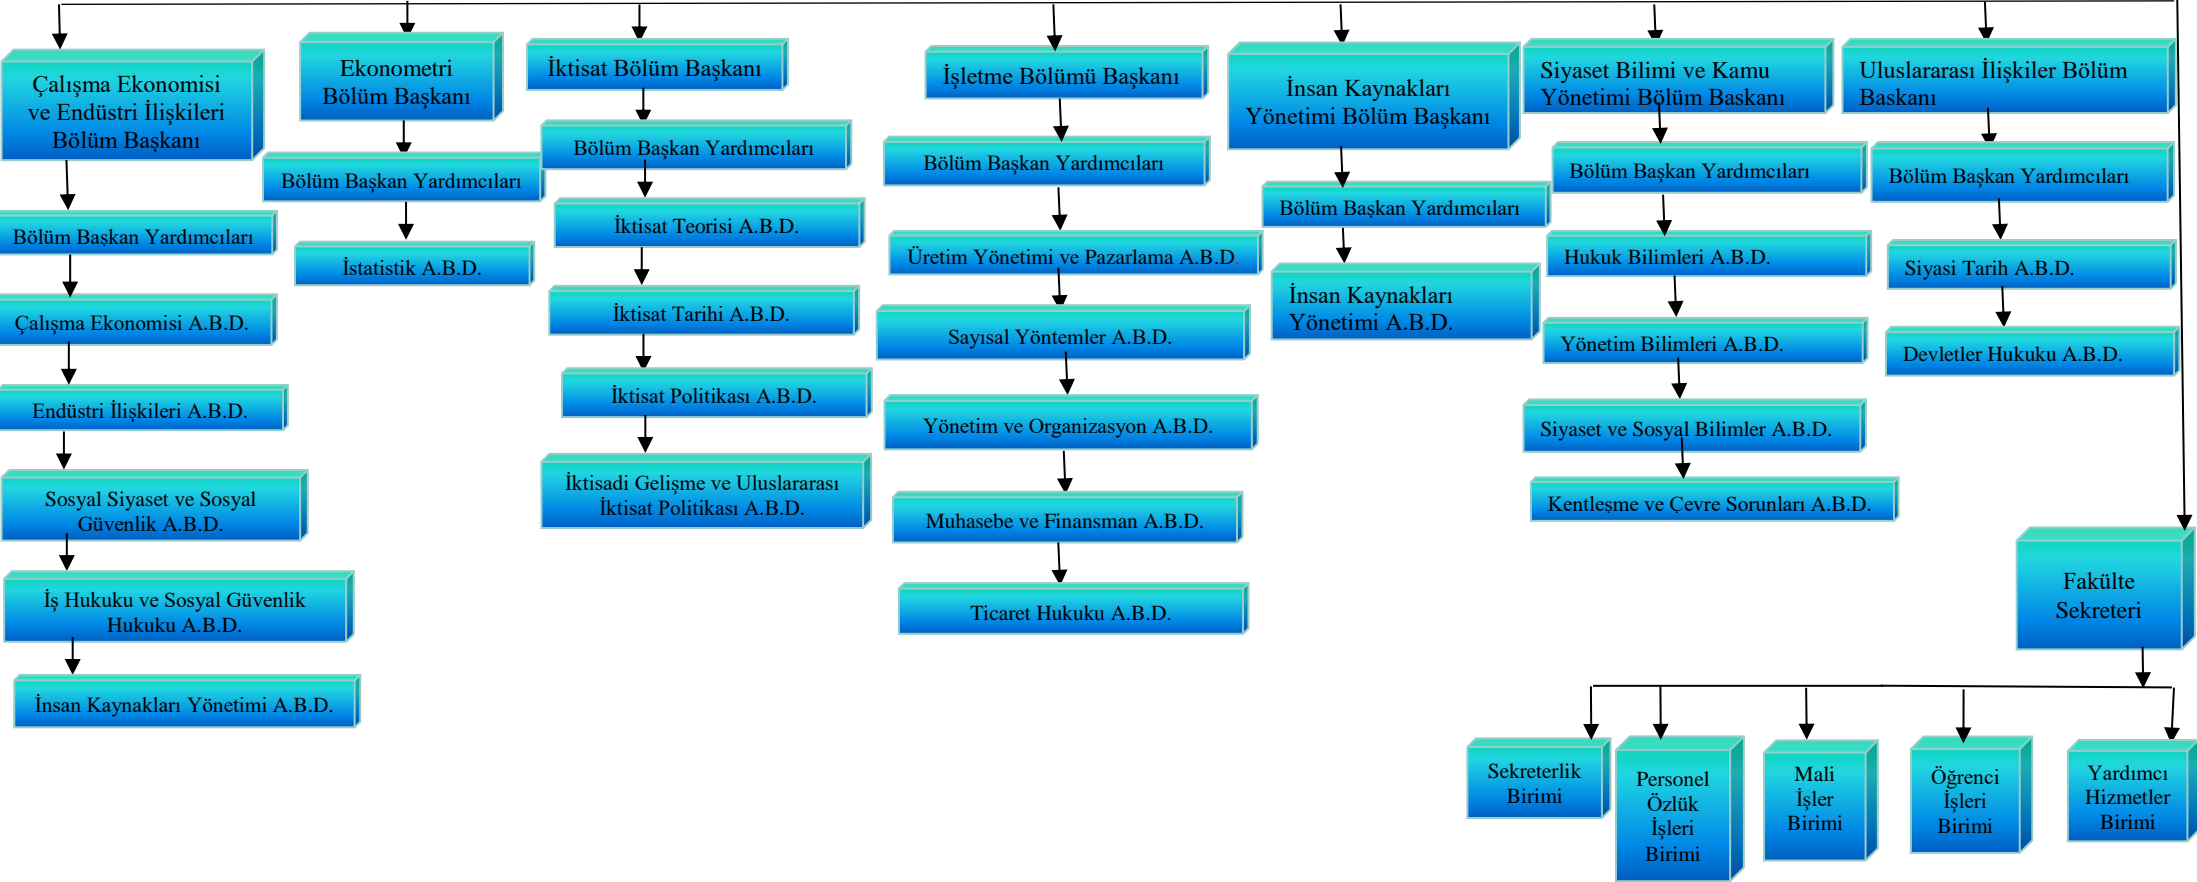 Çalışma Ekonomisi
ve Endüstri İlişkileri
Bölüm Başkanı
Bölüm Başkan Yardımcıları
Çalışma Ekonomisi A.B.D.
Endüstri İlişkileri A.B.D.
Sosyal Siyaset ve Sosyal
Güvenlik A.B.D.
İş Hukuku ve Sosyal Güvenlik
Hukuku A.B.D.
İnsan Kaynakları Yönetimi A.B.D.
Ekonometri
Bölüm Başkanı
Bölüm Başkan Yardımcıları
İstatistik A.B.D.
İktisat Bölüm Başkanı
Bölüm Başkan Yardımcıları
İktisat Teorisi A.B.D.
İktisat Tarihi A.B.D.
İktisat Politikası A.B.D.
İktisadi Gelişme ve Uluslararası
İktisat Politikası A.B.D.
İşletme Bölümü Başkanı
Bölüm Başkan Yardımcıları
Üretim Yönetimi ve Pazarlama A.B.D.
Sayısal Yöntemler A.B.D.
Yönetim ve Organizasyon A.B.D.
Muhasebe ve Finansman A.B.D.
Ticaret Hukuku A.B.D.
İnsan Kaynakları
Yönetimi Bölüm Başkanı
Bölüm Başkan Yardımcıları
İnsan Kaynakları
Yönetimi A.B.D.
Siyaset Bilimi ve Kamu
Yönetimi Bölüm Baskanı
Bölüm Başkan Yardımcıları
Hukuk Bilimleri A.B.D.
Yönetim Bilimleri A.B.D.
Siyaset ve Sosyal Bilimler A.B.D.
Kentleşme ve Çevre Sorunları A.B.D.
Uluslararası İlişkiler Bölüm
Baskanı
Bölüm Başkan Yardımcıları
Siyasi Tarih A.B.D.
Devletler Hukuku A.B.D.
Fakülte
Sekreteri
Sekreterlik
Birimi
Personel
Özlük
İşleri
Birimi
Mali
İşler
Birimi
Öğrenci
İşleri
Birimi
Yardımcı
Hizmetler
Birimi